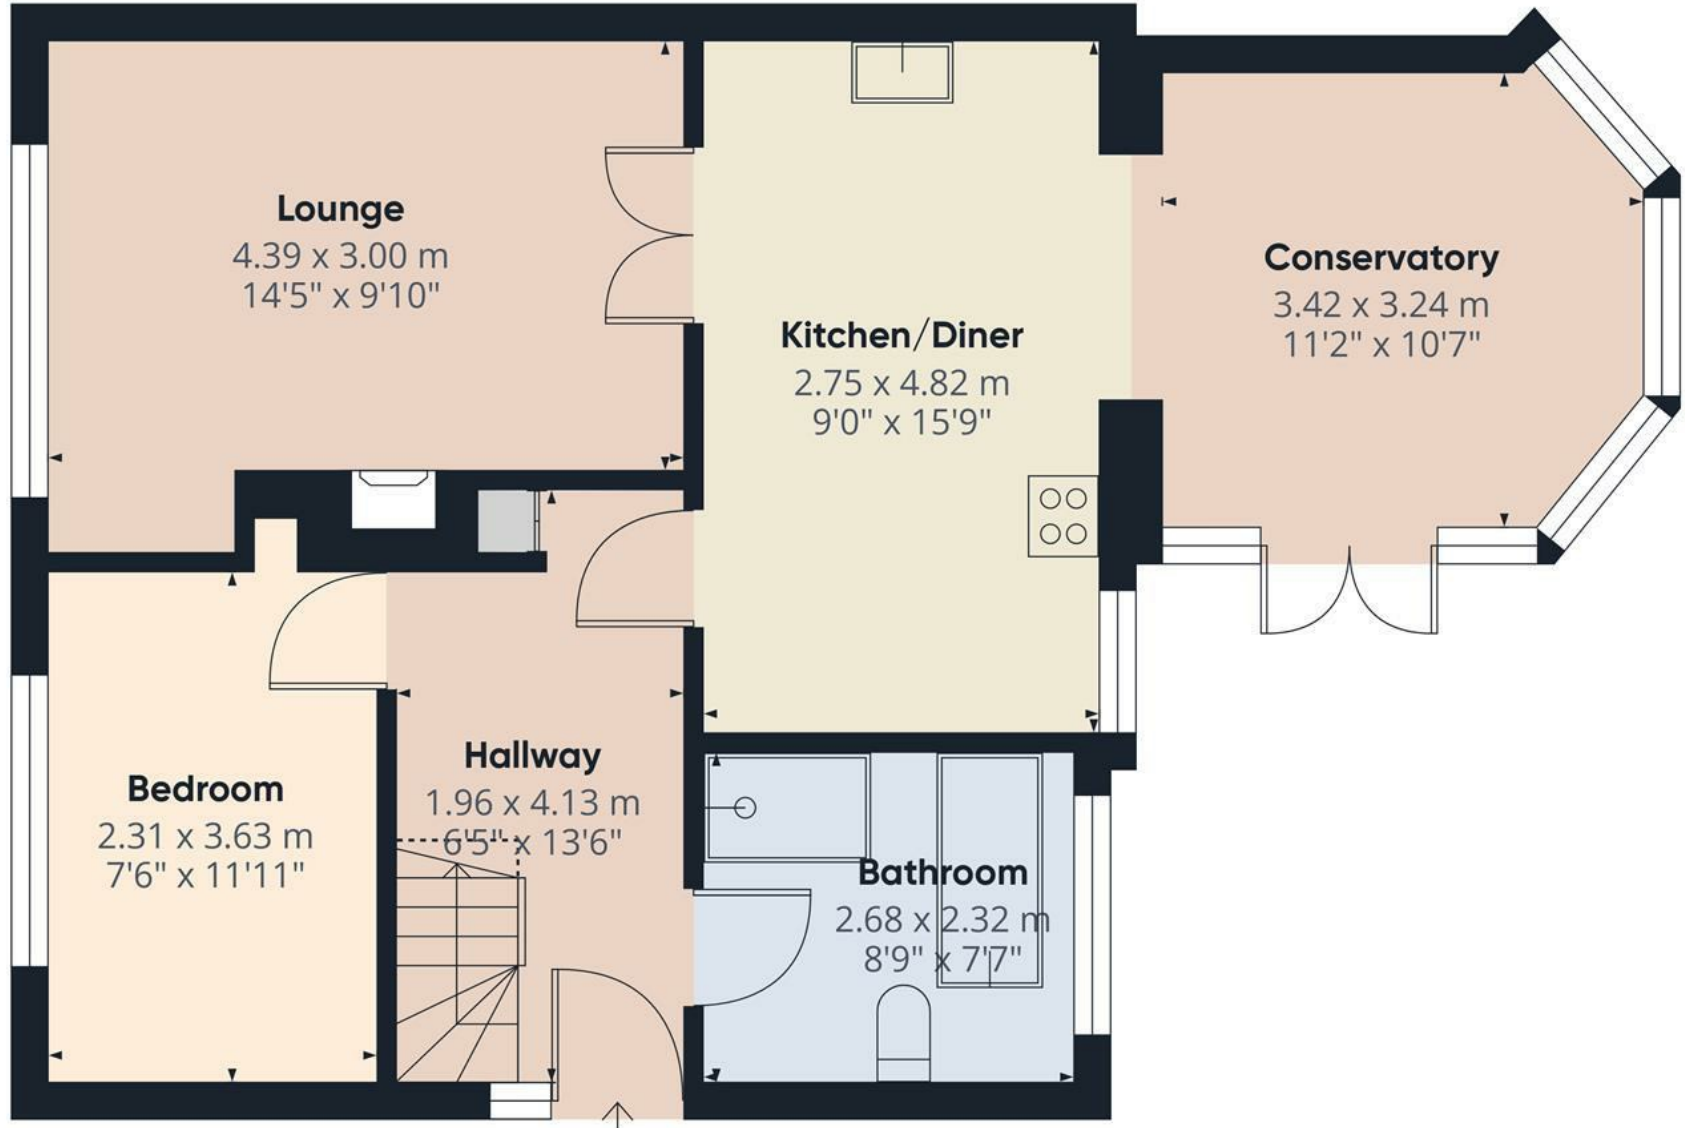 Lounge
4.39 x 3.00 m
14'5" x 9'10"
Kitchen/Diner
2.75 x 4.82 m
9'0" x 15'9"
Conservatory
3.42 x 3.24 m
11'2" x 10'7"
Bedroom
2.31 x 3.63 m
7'6" x 11'11"
Hallway
1.96 x 4.13 m
6'5" x 13'6"
Bathroom
2.68 x 2.32 m
8'9" x 7'7"